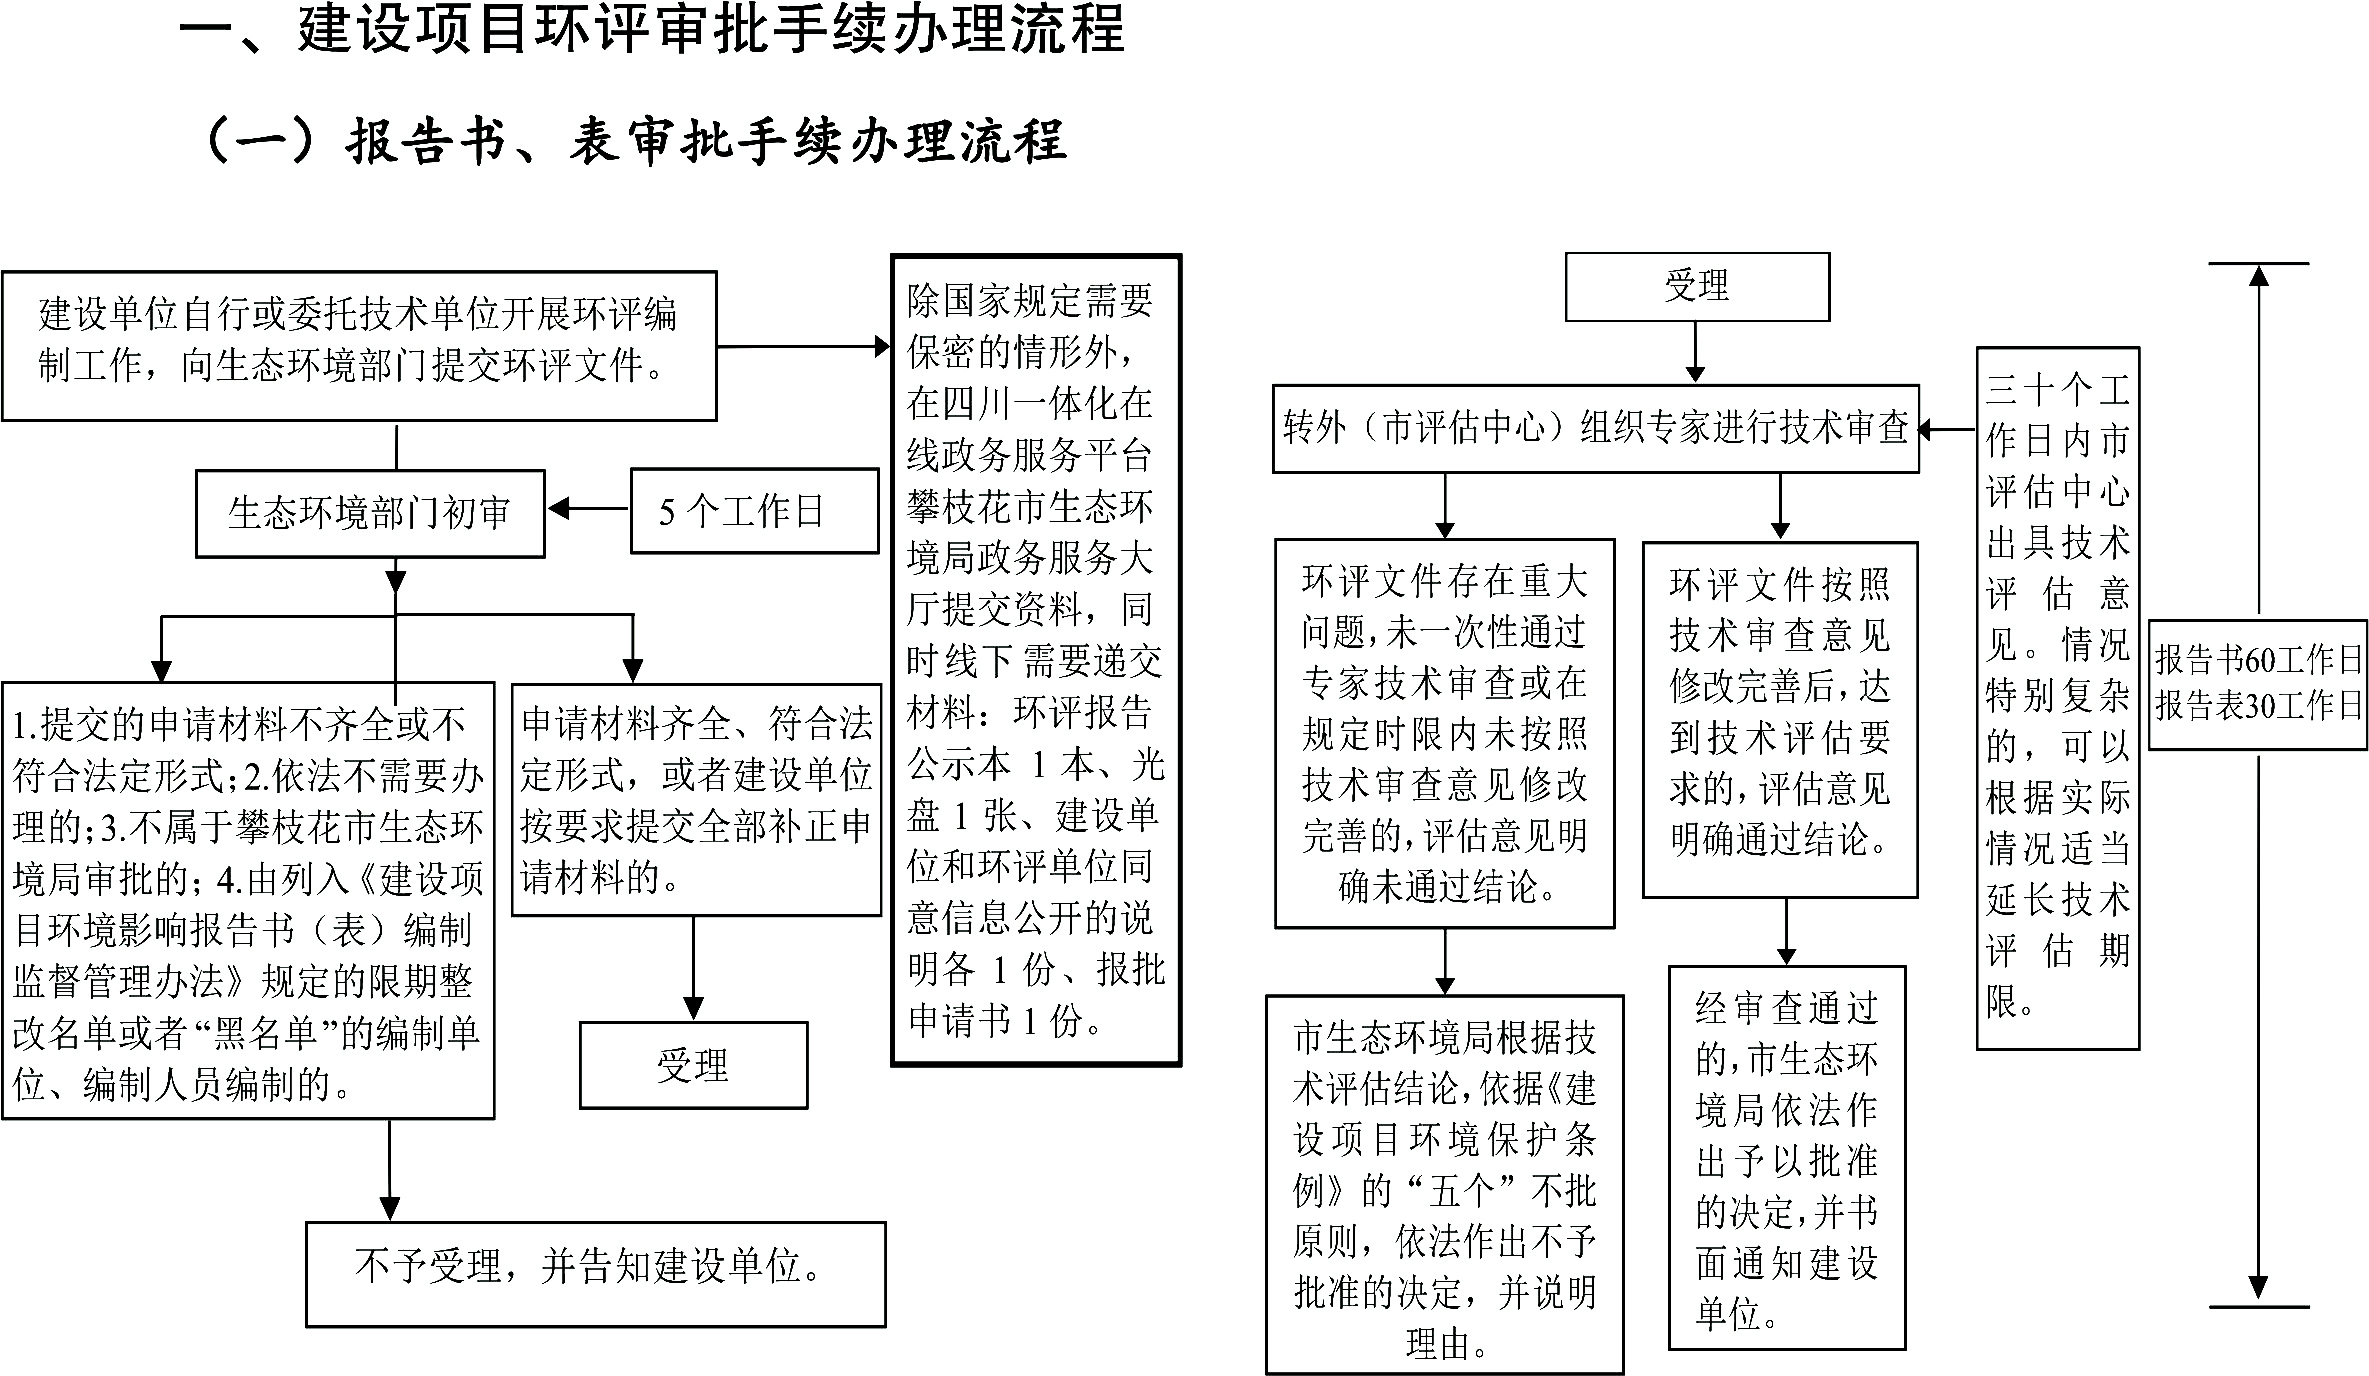 一、建设项目环评审批手续办理流程
（一）报告书、表审批手续办理流程
建设单位自行或委托技术单位开展环评编
制工作，向生态环境部门提交环评文件。
生态环境部门初审
5 个工作日
1.提交的申请材料不齐全或不
符合法定形式；2.依法不需要办
理的；3.不属于攀枝花市生态环
境局审批的；4.由列入《建设项
目环境影响报告书（表）编制
监督管理办法》规定的限期整
改名单或者“黑名单”的编制单
位、编制人员编制的。
申请材料齐全、符合法
定形式，或者建设单位
按要求提交全部补正申
请材料的。
受理
不予受理，并告知建设单位。
除国家规定需要
保密的情形外，
在四川一体化在
线政务服务平台
攀枝花市生态环
境局政务服务大
厅提交资料，同
时线下需要递交
材料：环评报告
公示本 1 本、光
盘 1 张、建设单
位和环评单位同
意信息公开的说
明各 1 份、报批
申请书 1 份。
受理
转外（市评估中心）组织专家进行技术审查
环评文件存在重大
问题，未一次性通过
专家技术审查或在
规定时限内未按照
技术审查意见修改
完善的，评估意见明
确未通过结论。
环评文件按照
技术审查意见
修改完善后，达
到技术评估要
求的，评估意见
明确通过结论。
市生态环境局根据技
术评估结论，依据《建
设项目环境保护条
例》的“五个”不批
原则，依法作出不予
批准的决定，并说明
理由。
经审查通过
的，市生态环
境局依法作
出予以批准
的决定，并书
面通知建设
单位。
三十个工
作日内市
评估中心
出具技术
评估意
见。情况
特别复杂
的，可以
根据实际
情况适当
延长技术
评估期
限。
报告书60工作日
报告表30工作日